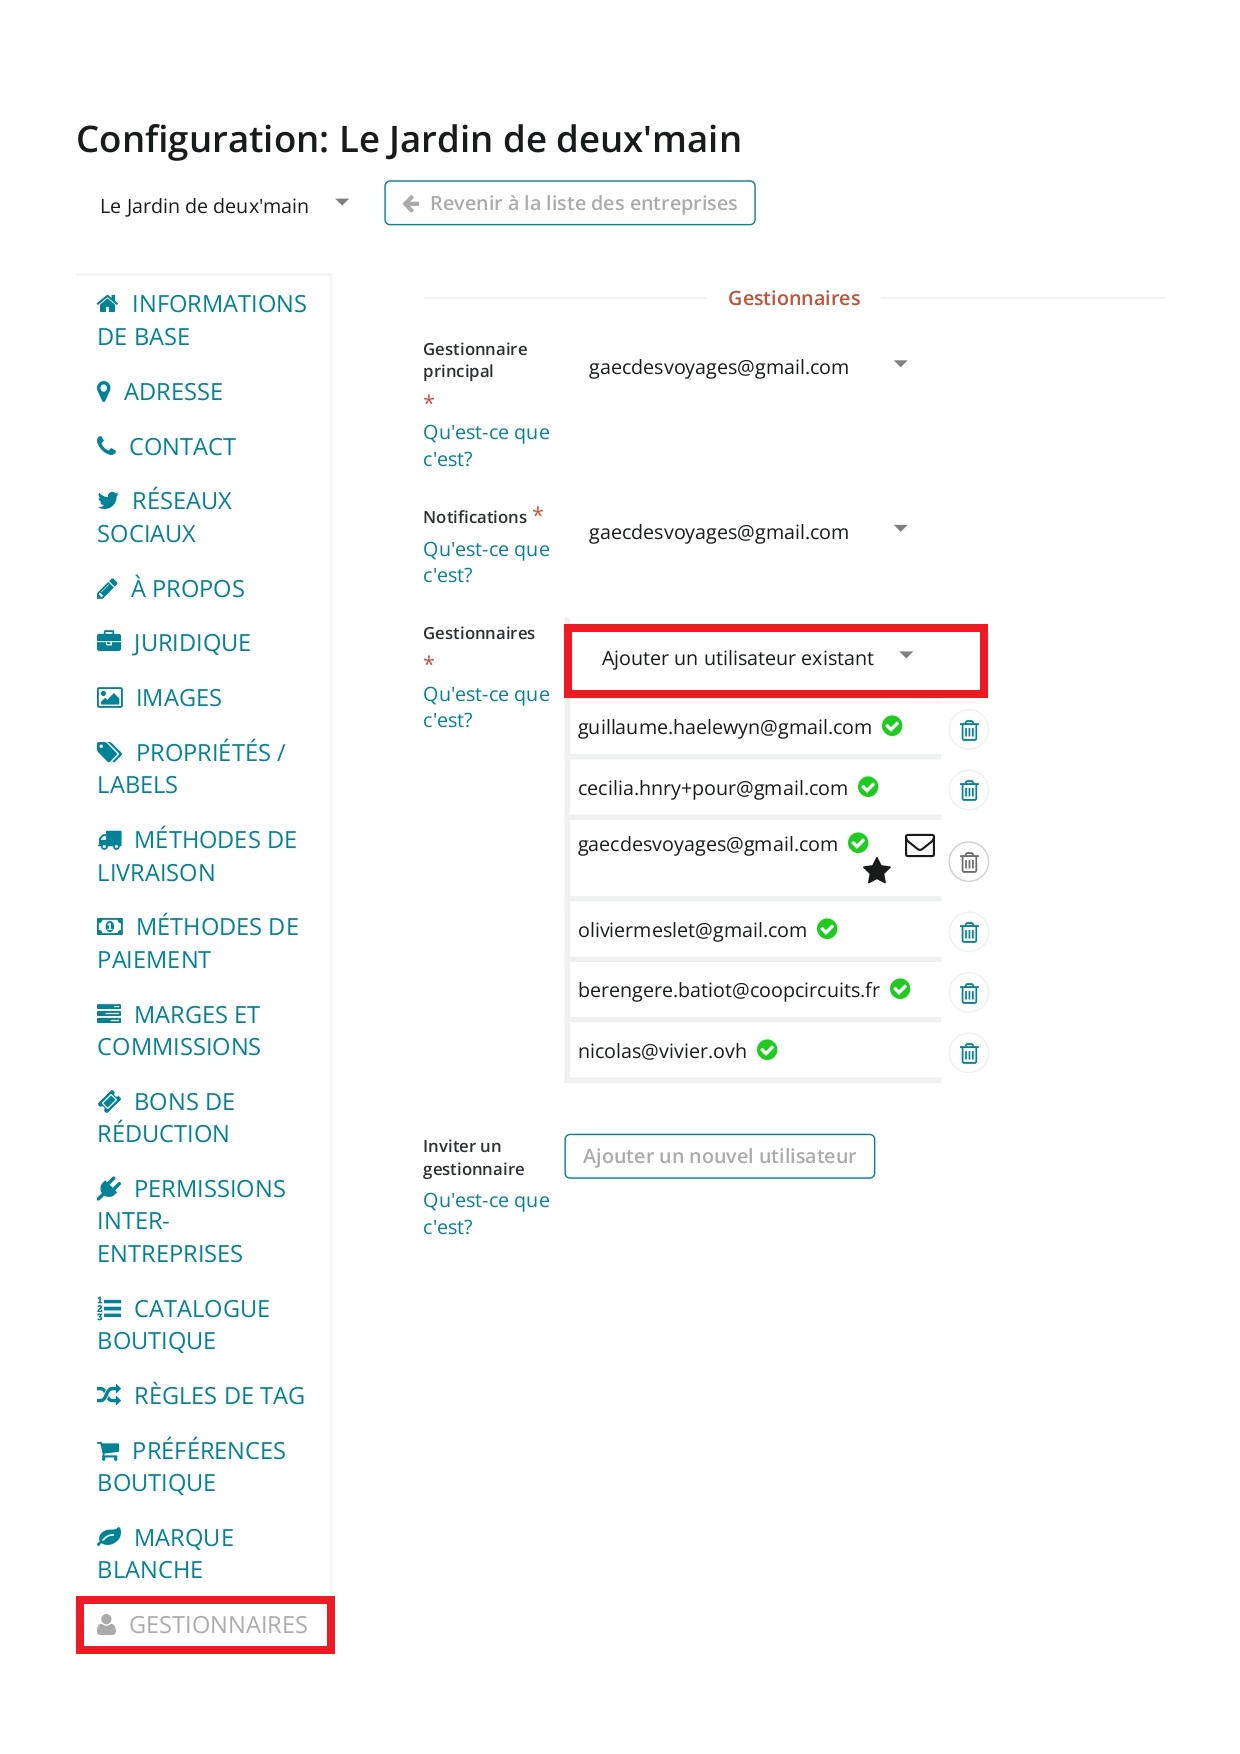 Configuration: Le Jardin de deux'main
Le Jardin de deux'main
Revenir à la liste des entreprises
INFORMATIONS
DE BASE
ADRESSE
CONTACT
RÉSEAUX
SOCIAUX
À PROPOS
JURIDIQUE
IMAGES
PROPRIÉTÉS /
LABELS
MÉTHODES DE
LIVRAISON
MÉTHODES DE
PAIEMENT
MARGES ET
COMMISSIONS
BONS DE
RÉDUCTION
PERMISSIONS
INTER-
ENTREPRISES
CATALOGUE
BOUTIQUE
RÈGLES DE TAG
PRÉFÉRENCES
BOUTIQUE
MARQUE
BLANCHE
GESTIONNAIRES
Gestionnaires
Gestionnaire
principal
*
Qu'est-ce que
c'est?
gaecdesvoyages@gmail.com
Notifications *
Qu'est-ce que
c'est?
gaecdesvoyages@gmail.com
Gestionnaires
*
Qu'est-ce que
c'est?
Ajouter un utilisateur existant
guillaume.haelewyn@gmail.com
cecilia.hnry+pour@gmail.com
gaecdesvoyages@gmail.com
oliviermeslet@gmail.com
berengere.batiot@coopcircuits.fr
nicolas@vivier.ovh
Inviter un
gestionnaire
Qu'est-ce que
c'est?
Ajouter un nouvel utilisateur